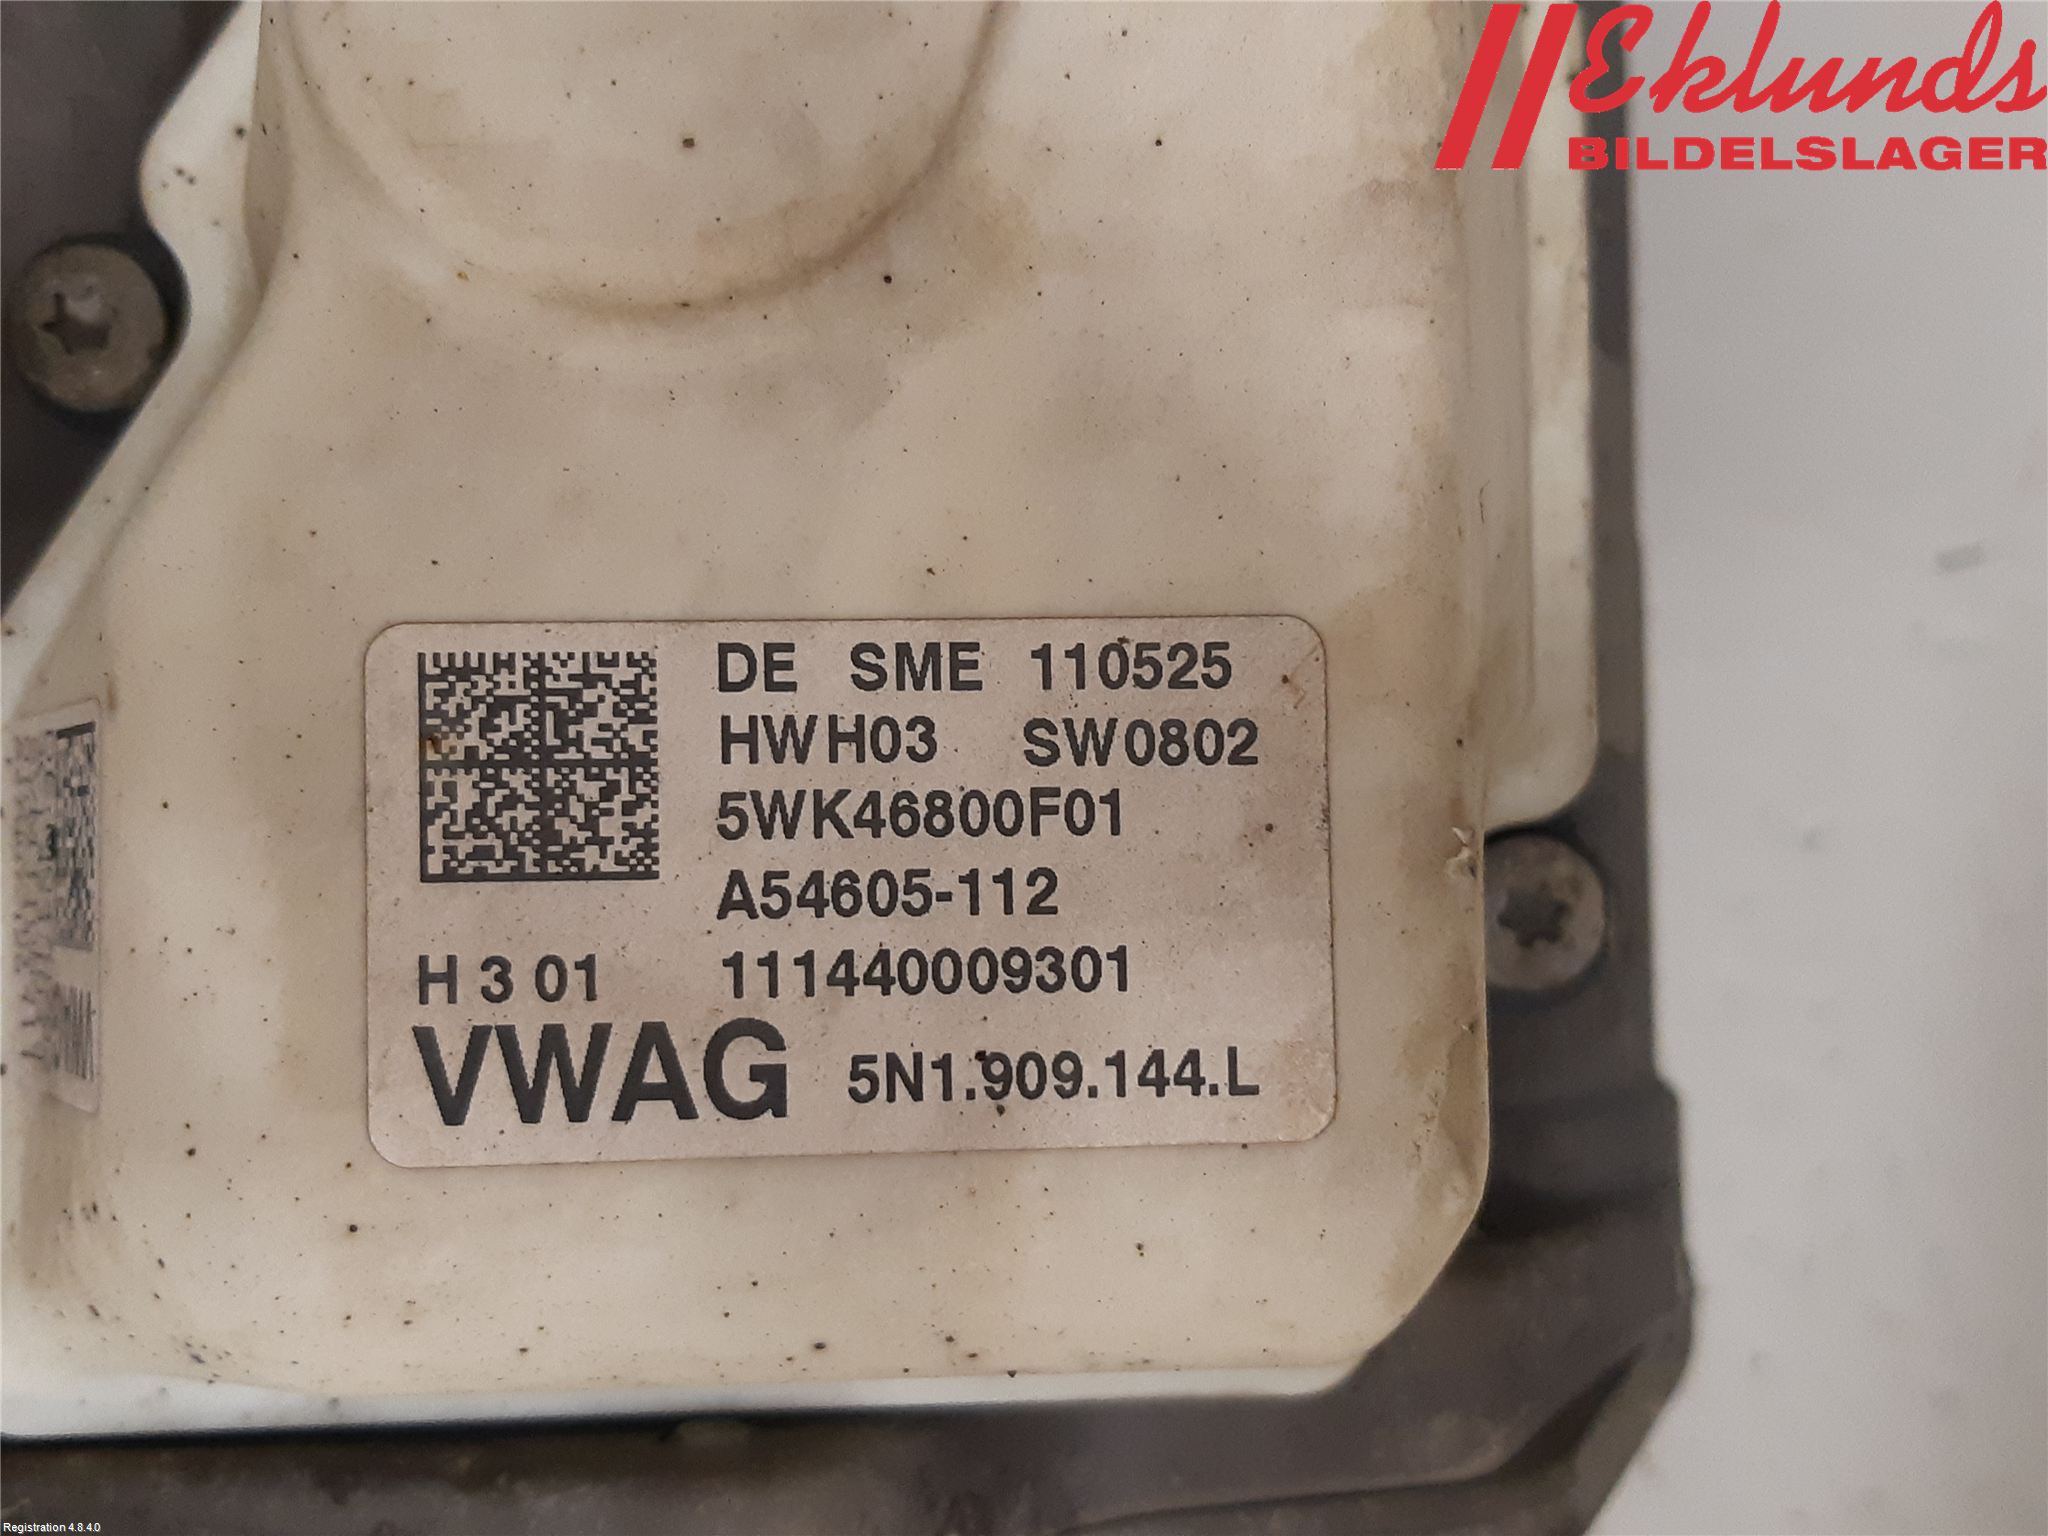 Eklunds
BILDELSLAGER
DE SME 110525
HWH03 SW0802
5WK46800F01
A54605-112
H 3 01 111440009301
VWAG 5N1.909.144.L
Registration 4.8.4.0